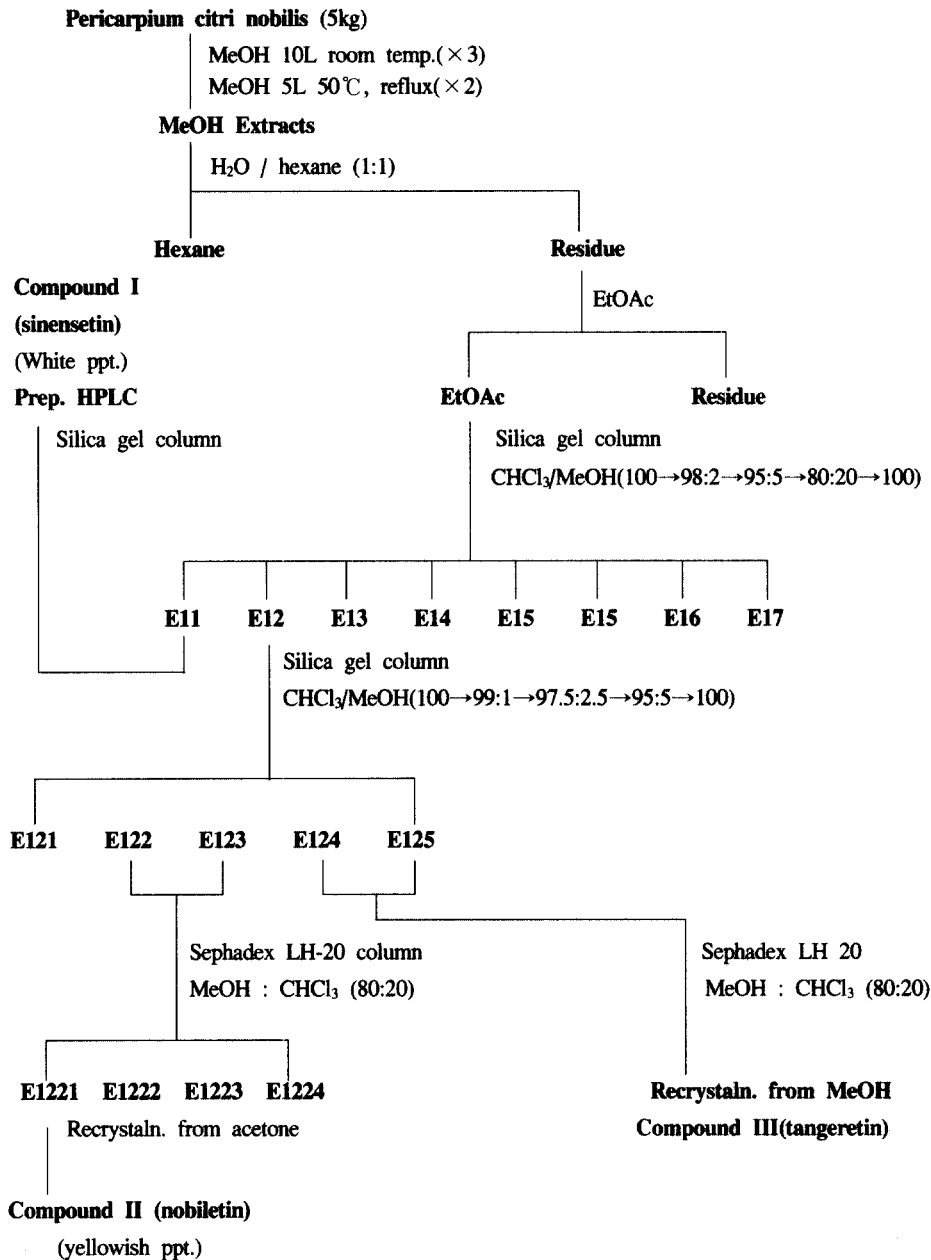 Pericarpium citri nobilis (5kg)
MeOH 10L room temp.(×3)
MeOH 5L 50℃, reflux(×2)
MeOH Extracts
H₂O / hexane (1:1)
Hexane
Residue
Compound I
(sinensetin)
(White ppt.)
Prep. HPLC
Silica gel column
EtOAc
EtOAc
Residue
Silica gel column
CHCl₃/MeOH(100→98:2→95:5→80:20→100)
E11 E12 E13 E14 E15 E15 E16 E17
Silica gel column
CHCl₃/MeOH(100→99:1→97.5:2.5→95:5→100)
E121 E122 E123 E124 E125
Sephadex LH-20 column
MeOH : CHCl₃ (80:20)
Sephadex LH 20
MeOH : CHCl₃ (80:20)
E1221 E1222 E1223 E1224
Recrystaln. from acetone
Recrystaln. from MeOH
Compound III(tangeretin)
Compound II (nobiletin)
(yellowish ppt.)